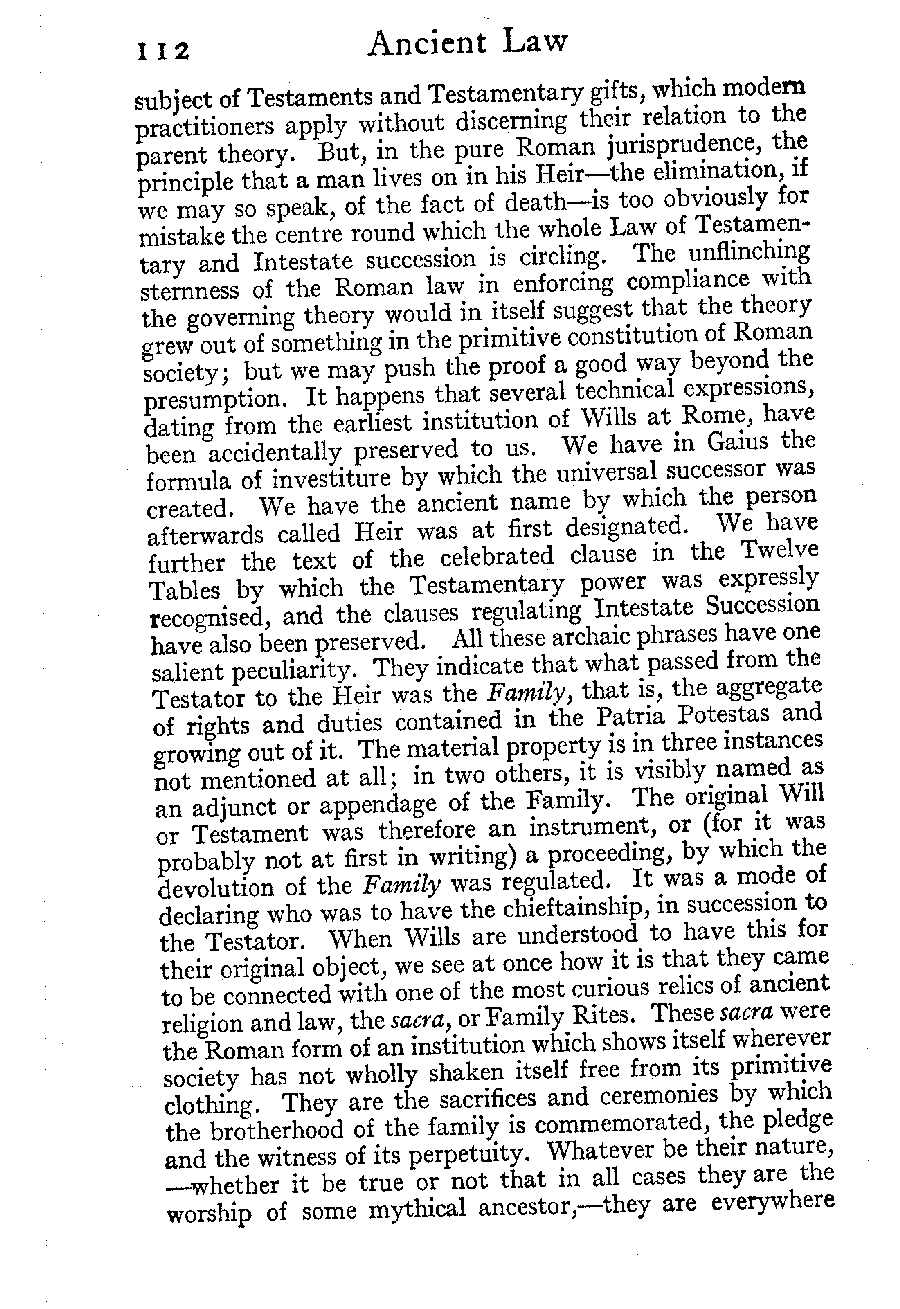 112 Ancient Law
subject of Testaments and Testamentary gifts, which modern
practitioners apply without discerning their relation to the
parent theory. But, in the pure Roman jurisprudence, the
principle that a man lives on in his Heir—the elimination, if
we may so speak, of the fact of death—is too obviously for
mistake the centre round which the whole Law of Testamen-
tary and Intestate succession is circling. The unflinching
sternness of the Roman law in enforcing compliance with
the governing theory would in itself suggest that the theory
grew out of something in the primitive constitution of Roman
society; but we may push the proof a good way beyond the
presumption. It happens that several technical expressions,
dating from the earliest institution of Wills at Rome, have
been accidentally preserved to us. We have in Gaius the
formula of investiture by which the universal successor was
created. We have the ancient name by which the person
afterwards called Heir was at first designated. We have
further the text of the celebrated clause in the Twelve
Tables by which the Testamentary power was expressly
recognised, and the clauses regulating Intestate Succession
have also been preserved. All these archaic phrases have one
salient peculiarity. They indicate that what passed from the
Testator to the Heir was the Family, that is, the aggregate
of rights and duties contained in the Patria Potestas and
growing out of it. The material property is in three instances
not mentioned at all; in two others, it is visibly named as
an adjunct or appendage of the Family. The original Will
or Testament was therefore an instrument, or (for it was
probably not at first in writing) a proceeding, by which the
devolution of the Family was regulated. It was a mode of
declaring who was to have the chieftainship, in succession to
the Testator. When Wills are understood to have this for
their original object, we see at once how it is that they came
to be connected with one of the most curious relics of ancient
religion and law, the sacra, or Family Rites. These sacra were
the Roman form of an institution which shows itself wherever
society has not wholly shaken itself free from its primitive
clothing. They are the sacrifices and ceremonies by which
the brotherhood of the family is commemorated, the pledge
and the witness of its perpetuity. Whatever be their nature,
—whether it be true or not that in all cases they are the
worship of some mythical ancestor,—they are everywhere